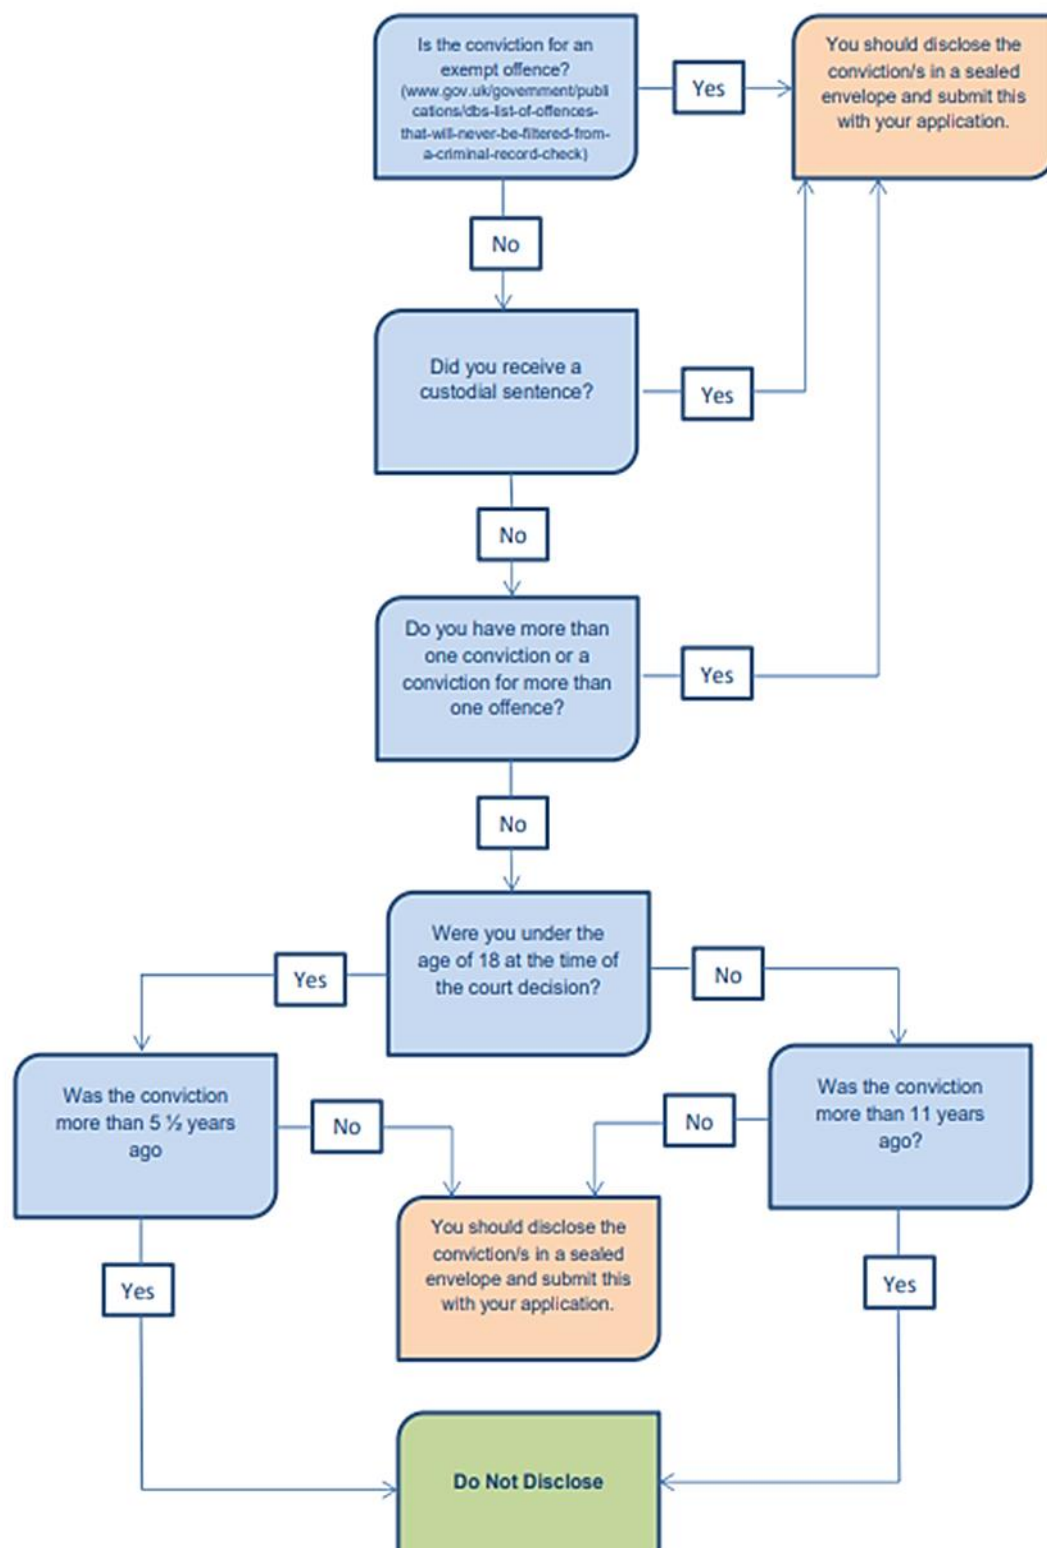 Is the conviction for an
exempt offence?
(www.gov.uk/government/publi
cations/dbs-list-of-offences-
that-will-never-be-filtered-from-
a-criminal-record-check)
Yes
You should disclose the
conviction/s in a sealed
envelope and submit this
with your application.
No
Did you receive a
custodial sentence?
Yes
No
Do you have more than
one conviction or a
conviction for more than
one offence?
Yes
No
Were you under the
age of 18 at the time of
the court decision?
Yes
No
Was the conviction
more than 5 ½ years
ago
No
No
Was the conviction
more than 11 years
ago?
You should disclose the
conviction/s in a sealed
envelope and submit this
with your application.
Yes
Yes
Do Not Disclose